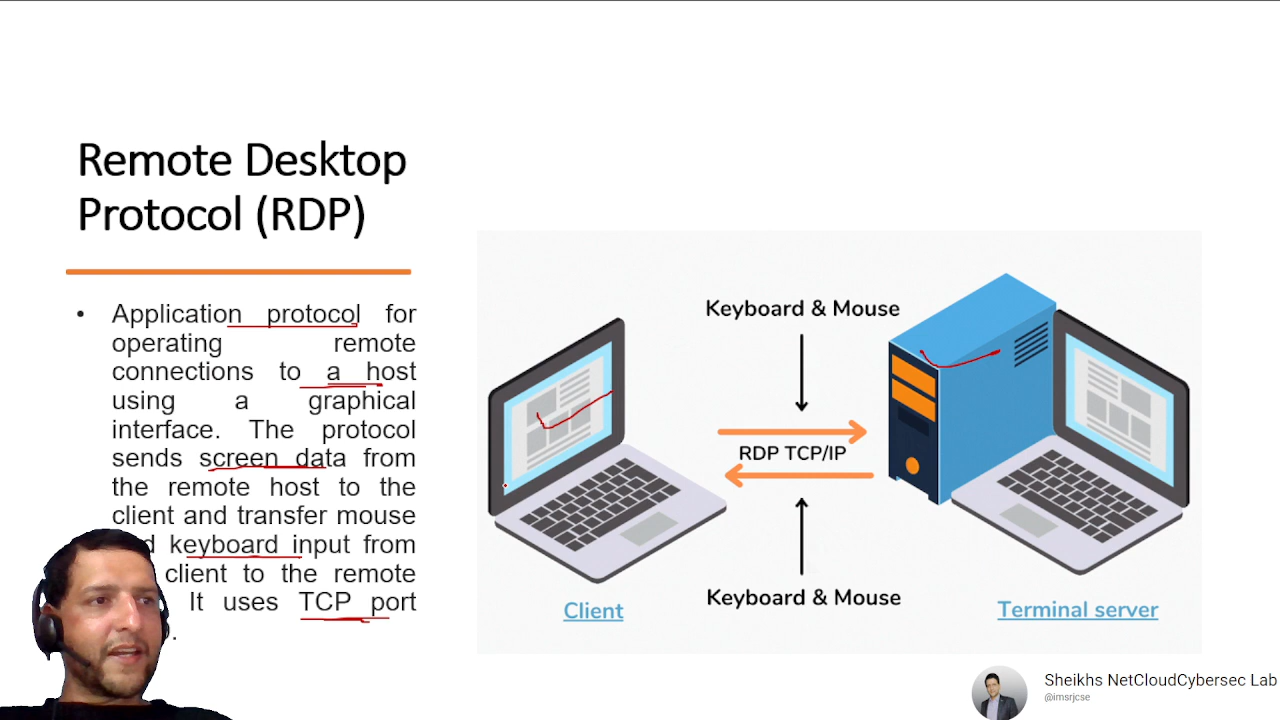 Remote Desktop
Protocol (RDP)
• Application protocol for
operating remote
connections to a host
using a graphical
interface. The protocol
sends screen data from
the remote host to the
client and transfer mouse
keyboard input from
client to the remote
It uses TCP port
.
Keyboard & Mouse
RDP TCP/IP
Keyboard & Mouse
Client
Terminal server
Sheikhs NetCloudCybersec Lab
@imsrjcse